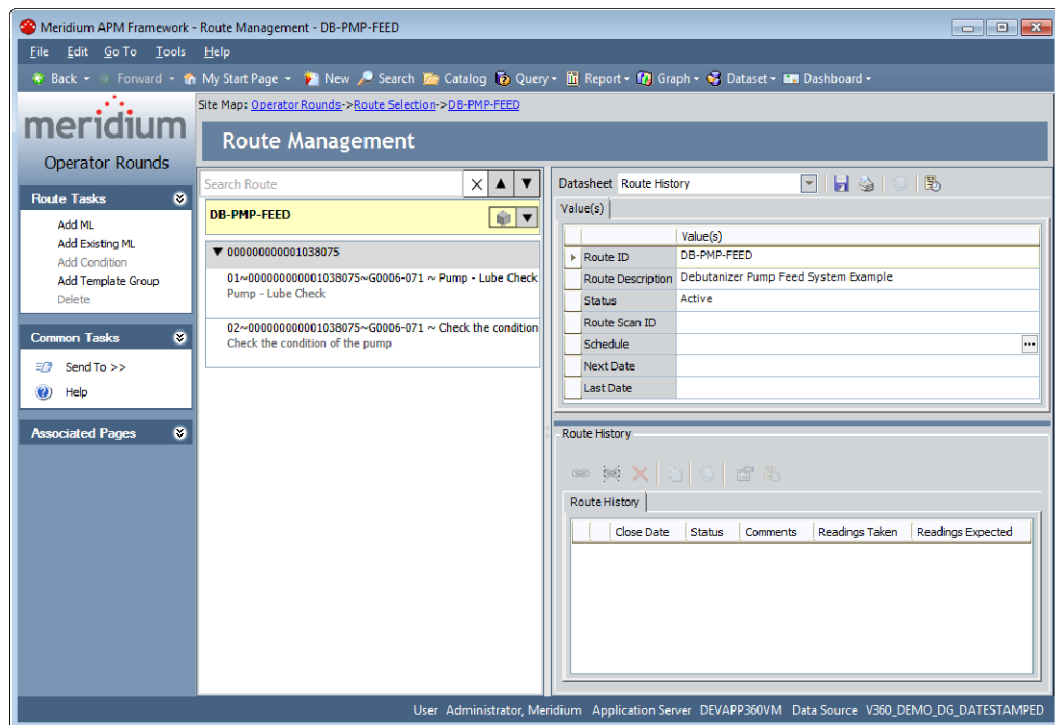 Meridium APM Framework - Route Management - DB-PMP-FEED
File Edit Go To Tools Help
Back Forward My Start Page New Search Catalog Query Report Graph Dataset Dashboard
meridium
Operator Rounds
Site Map: Operator Rounds->Route Selection->DB-PMP-FEED
Route Management
Route Tasks
Add ML
Add Existing ML
Add Condition
Add Template Group
Delete
Common Tasks
Send To >>
Help
Associated Pages
Search Route
DB-PMP-FEED
000000000001038075
01~000000000001038075~G0006-071 ~ Pump - Lube Check
Pump - Lube Check
02~000000000001038075~G0006-071 ~ Check the condition
Check the condition of the pump
Datasheet Route History
Value(s)
Value(s)
Route ID DB-PMP-FEED
Route Description Debutanizer Pump Feed System Example
Status Active
Route Scan ID
Schedule
Next Date
Last Date
Route History
Route History
Close Date Status Comments Readings Taken Readings Expected
User Administrator, Meridium Application Server DEVAPP360VM Data Source V360_DEMO_DG_DATESTAMPED